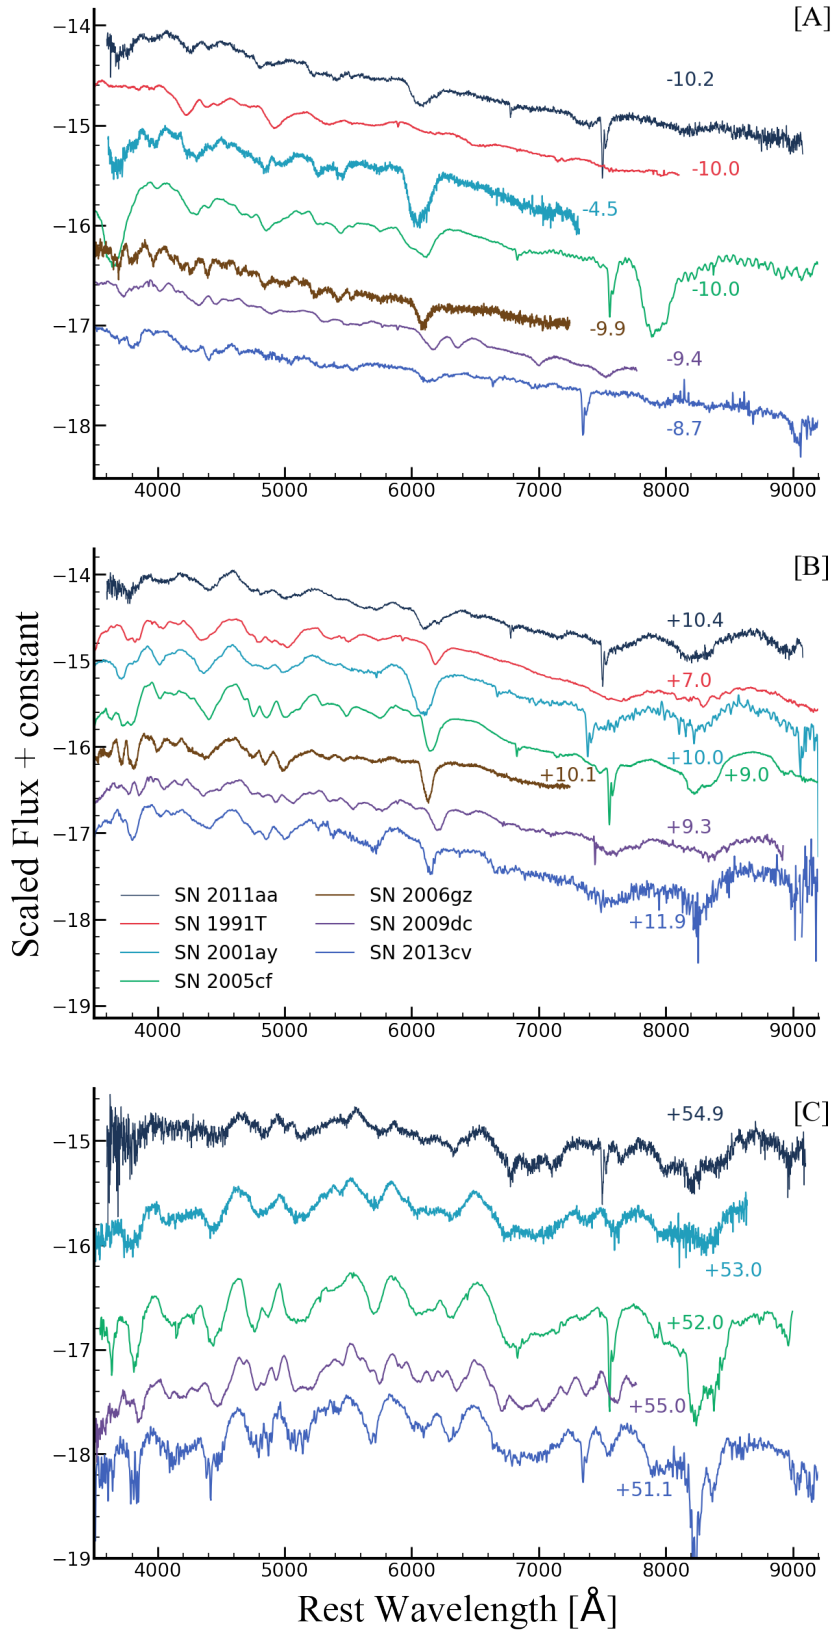 [A]
−14
-10.2
−15
-10.0
-4.5
−16
-10.0
−17
-9.9
-9.4
−18
-8.7
4000 5000 6000 7000 8000 9000
[B]
−14
+10.4
−15
+7.0
+10.0
−16
+10.1
+9.0
−17
+9.3
SN 2011aa SN 2006gz
−18
SN 1991T SN 2009dc
+11.9
SN 2001ay SN 2013cv
SN 2005cf
−19
4000 5000 6000 7000 8000 9000
Scaled Flux + constant
[C]
+54.9
−15
−16
+53.0
+52.0
−17
+55.0
−18
+51.1
−19
4000 5000 6000 7000 8000 9000
Rest Wavelength [Å]